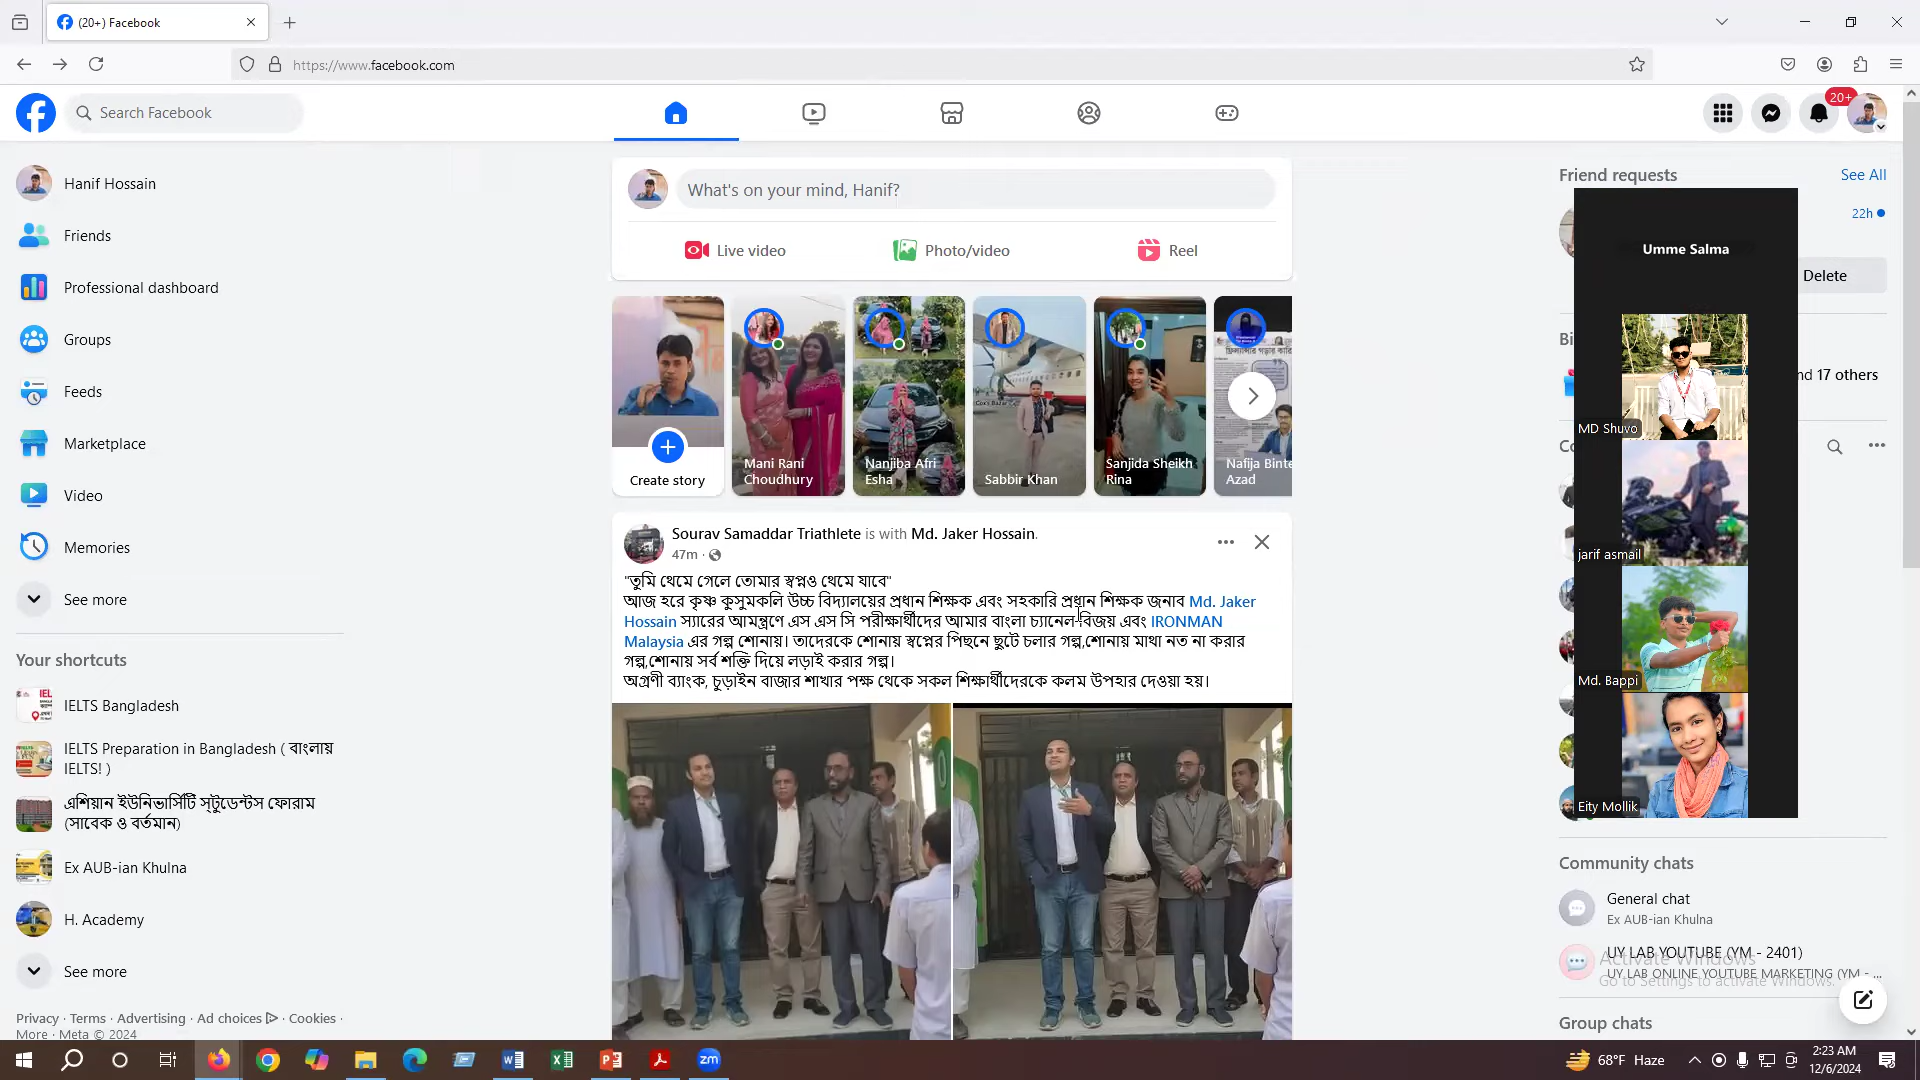 (20+) Facebook
https://www.facebook.com
Search Facebook
20+
Hanif Hossain
Friends
Professional dashboard
Groups
Feeds
Marketplace
Video
Memories
See more
Your shortcuts
IELTS Bangladesh
IELTS Preparation in Bangladesh ( বাংলায়
IELTS! )
এশিয়ান ইউনিভার্সিটি স্টুডেন্টস ফোরাম
(সাবেক ও বর্তমান)
Ex AUB-ian Khulna
H. Academy
See more
Privacy · Terms · Advertising · Ad choices · Cookies ·
More · Meta © 2024
What's on your mind, Hanif?
Live video
Photo/video
Reel
Create story
Mani Rani
Choudhury
Nanjiba Afri
Esha
Sabbir Khan
Sanjida Sheikh
Rina
Nafija Binte
Azad
Sourav Samaddar Triathlete is with Md. Jaker Hossain.
47m ·
"তুমি থেমে গেলে তোমার স্বপ্নও থেমে যাবে"
আজ হরে কৃষ্ণ কুসুমকলি উচ্চ বিদ্যালয়ের প্রধান শিক্ষক এবং সহকারি প্রধান শিক্ষক জনাব Md. Jaker
Hossain স্যারের আমন্ত্রণে এস এস সি পরীক্ষার্থীদের আমার বাংলা চ্যানেল বিজয় এবং IRONMAN
Malaysia এর গল্প শোনায়। তাদেরকে শোনায় স্বপ্নের পিছনে ছুটে চলার গল্প,শোনায় মাথা নত না করার
গল্প,শোনায় সর্ব শক্তি দিয়ে লড়াই করার গল্প।
অগ্রণী ব্যাংক, চুড়াইন বাজার শাখার পক্ষ থেকে সকল শিক্ষার্থীদেরকে কলম উপহার দেওয়া হয়।
Friend requests
See All
22h
Delete
17 others
Umme Salma
MD Shuvo
jarif asmail
Md. Bappi
Eity Mollik
Community chats
General chat
Ex AUB-ian Khulna
UY LAB YOUTUBE (YM - 2401)
UY LAB ONLINE YOUTUBE MARKETING (YM - ...
Activate Windows
Go to Settings to activate Windows.
Group chats
68°F Haze
2:23 AM
12/6/2024